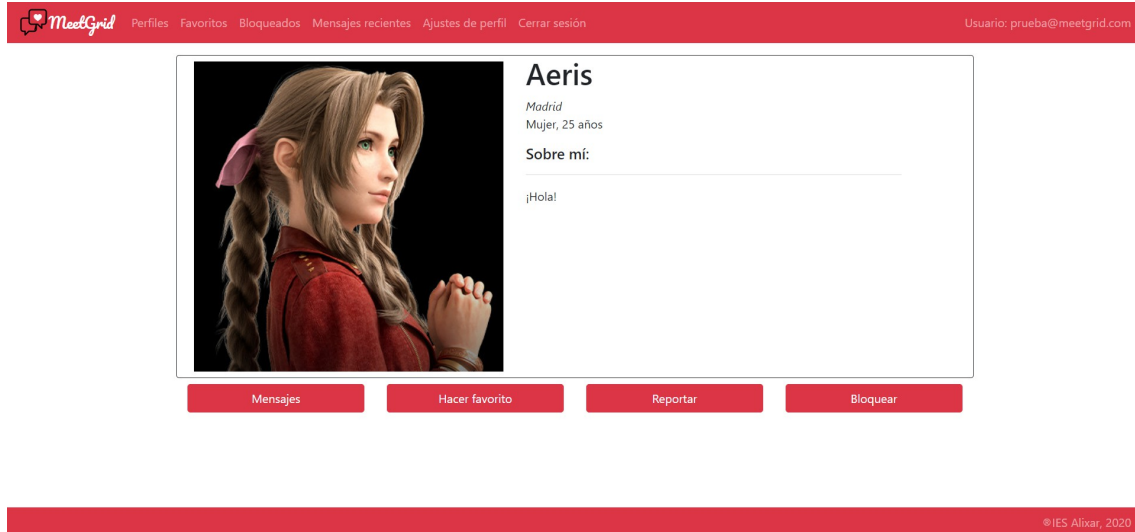 MeetGrid Perfiles Favoritos Bloqueados Mensajes recientes Ajustes de perfil Cerrar sesión Usuario: prueba@meetgrid.com
Aeris
Madrid
Mujer, 25 años
Sobre mí:
¡Hola!
Mensajes Hacer favorito Reportar Bloquear
®IES Alixar, 2020